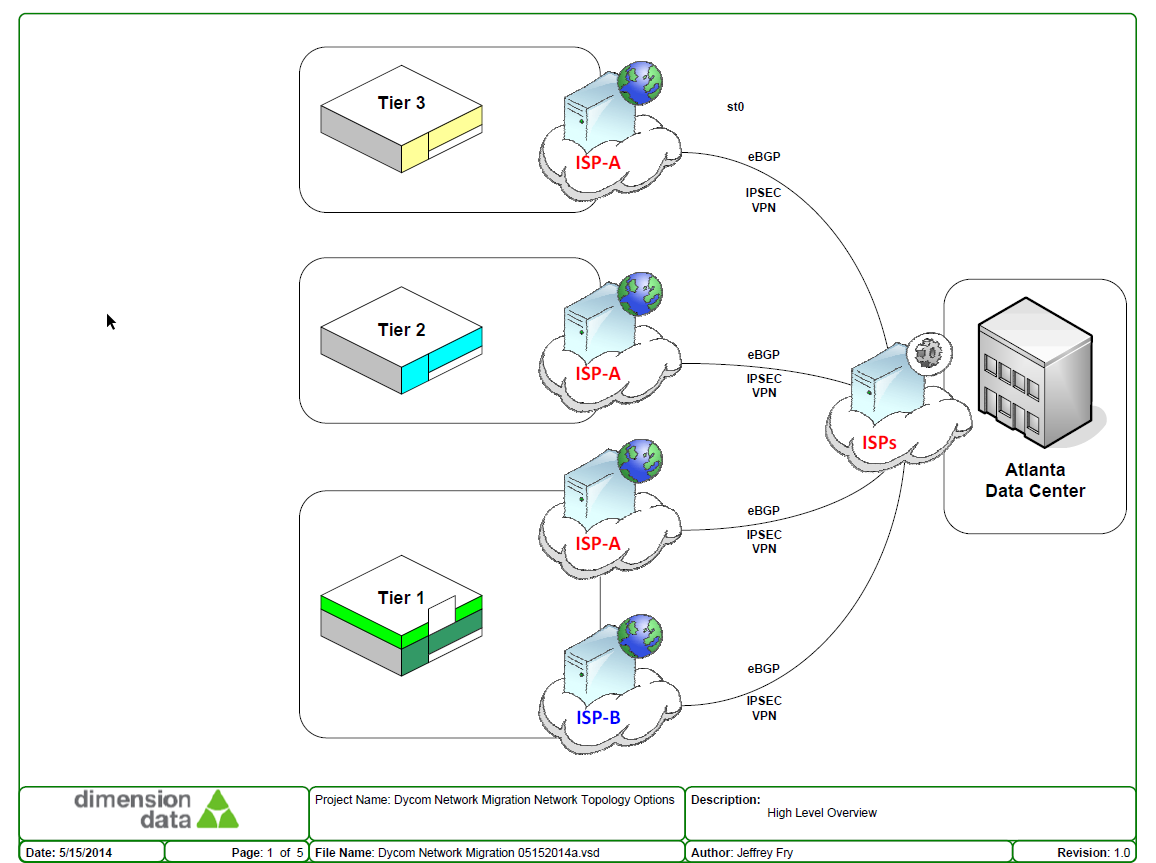 Tier 3
ISP-A
st0
eBGP
IPSEC
VPN
Tier 2
ISP-A
eBGP
IPSEC
VPN
ISPs
Atlanta
Data Center
ISP-A
eBGP
IPSEC
VPN
Tier 1
ISP-B
eBGP
IPSEC
VPN
dimension
data
Project Name: Dycom Network Migration Network Topology Options
Description:
High Level Overview
Date: 5/15/2014
Page: 1 of 5
File Name: Dycom Network Migration 05152014a.vsd
Author: Jeffrey Fry
Revision: 1.0